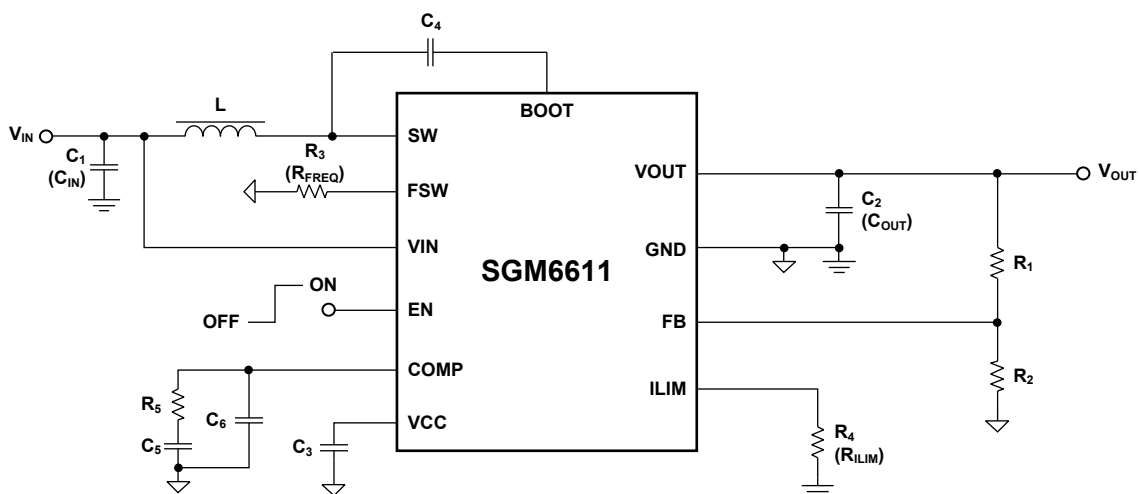 C4
L
BOOT
VIN
SW
C1
(CIN)
R3
(RFREQ)
FSW
VOUT
VOUT
C2
(COUT)
VIN
GND
R1
SGM6611
ON
OFF
EN
FB
COMP
R2
ILIM
R5
C6
VCC
C5
C3
R4
(RILIM)